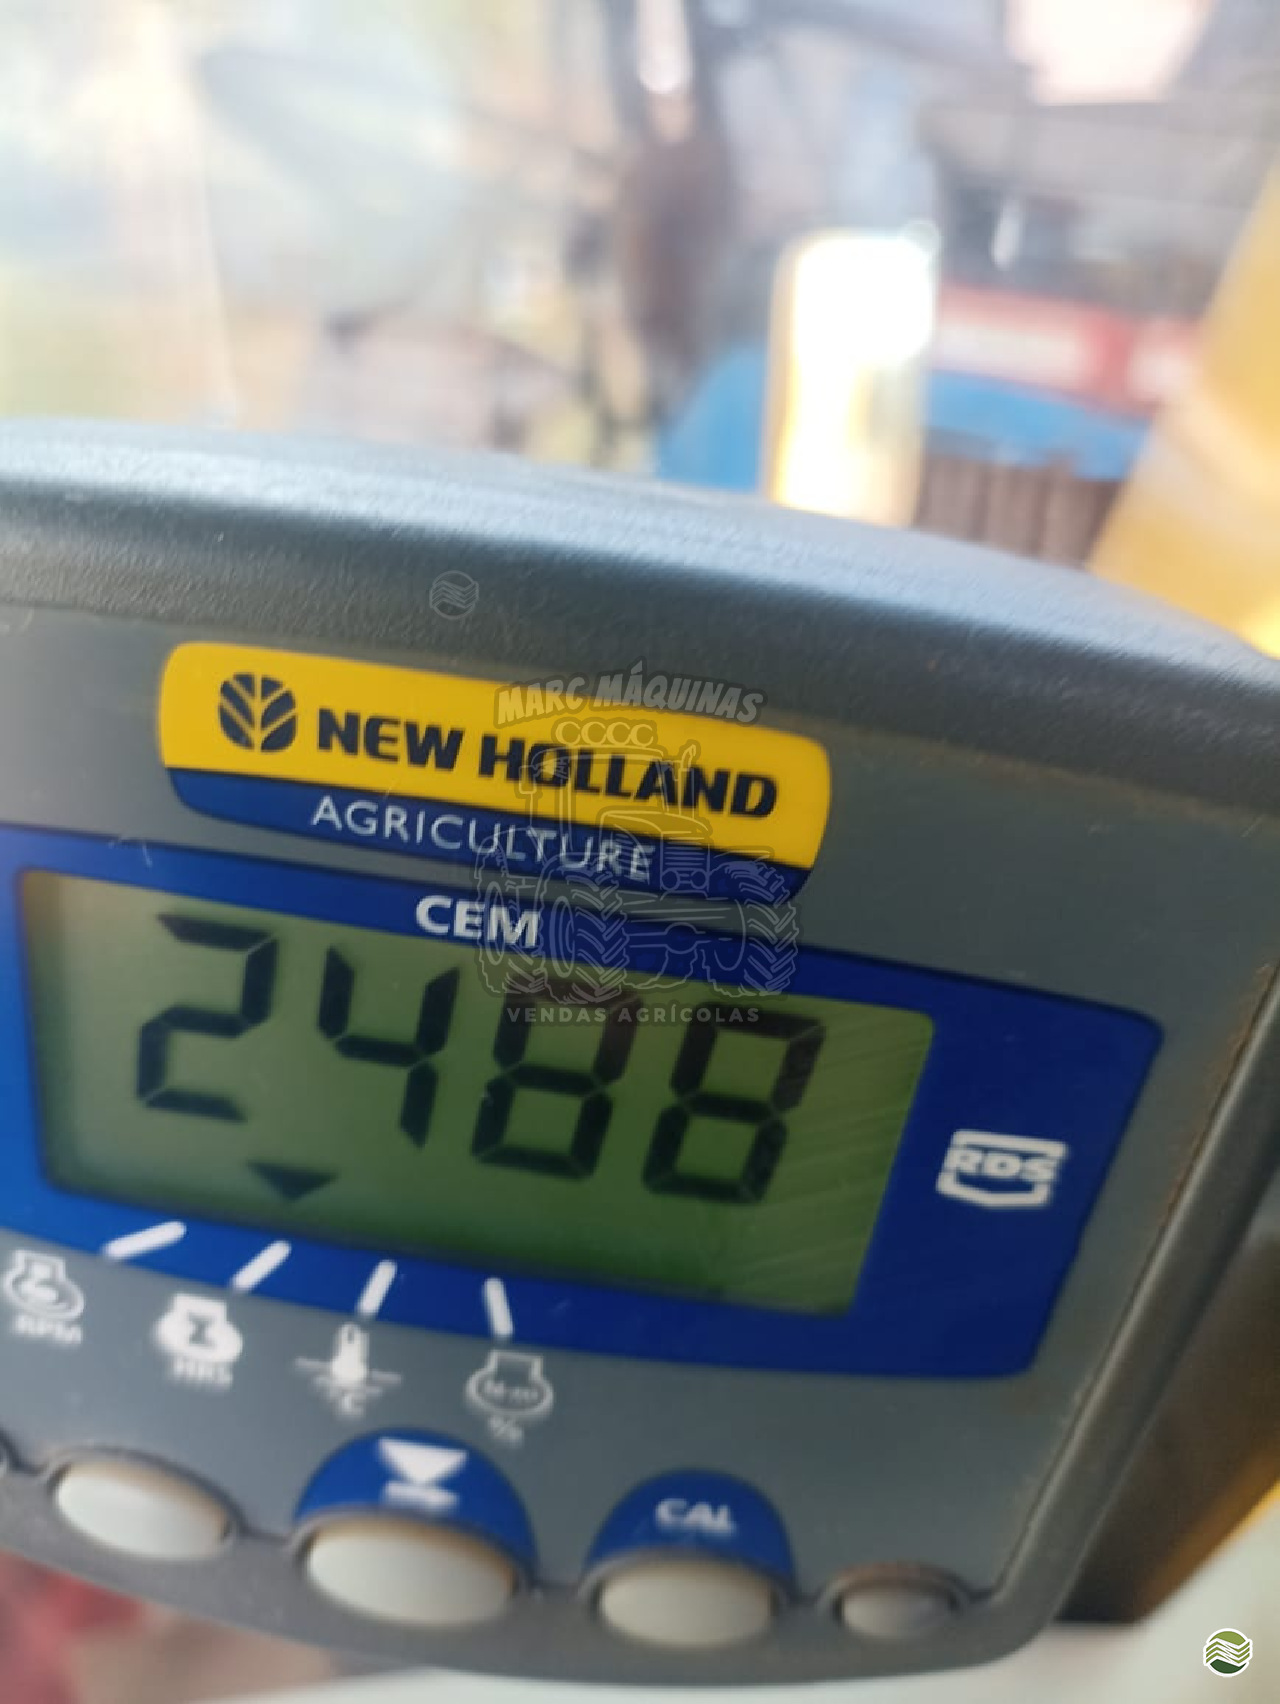 MARC MÁQUINAS
NEW HOLLAND
AGRICULTURE
CEM
2488
VENDAS AGRÍCOLAS
RDS
RPM
HRS
°C
CAL